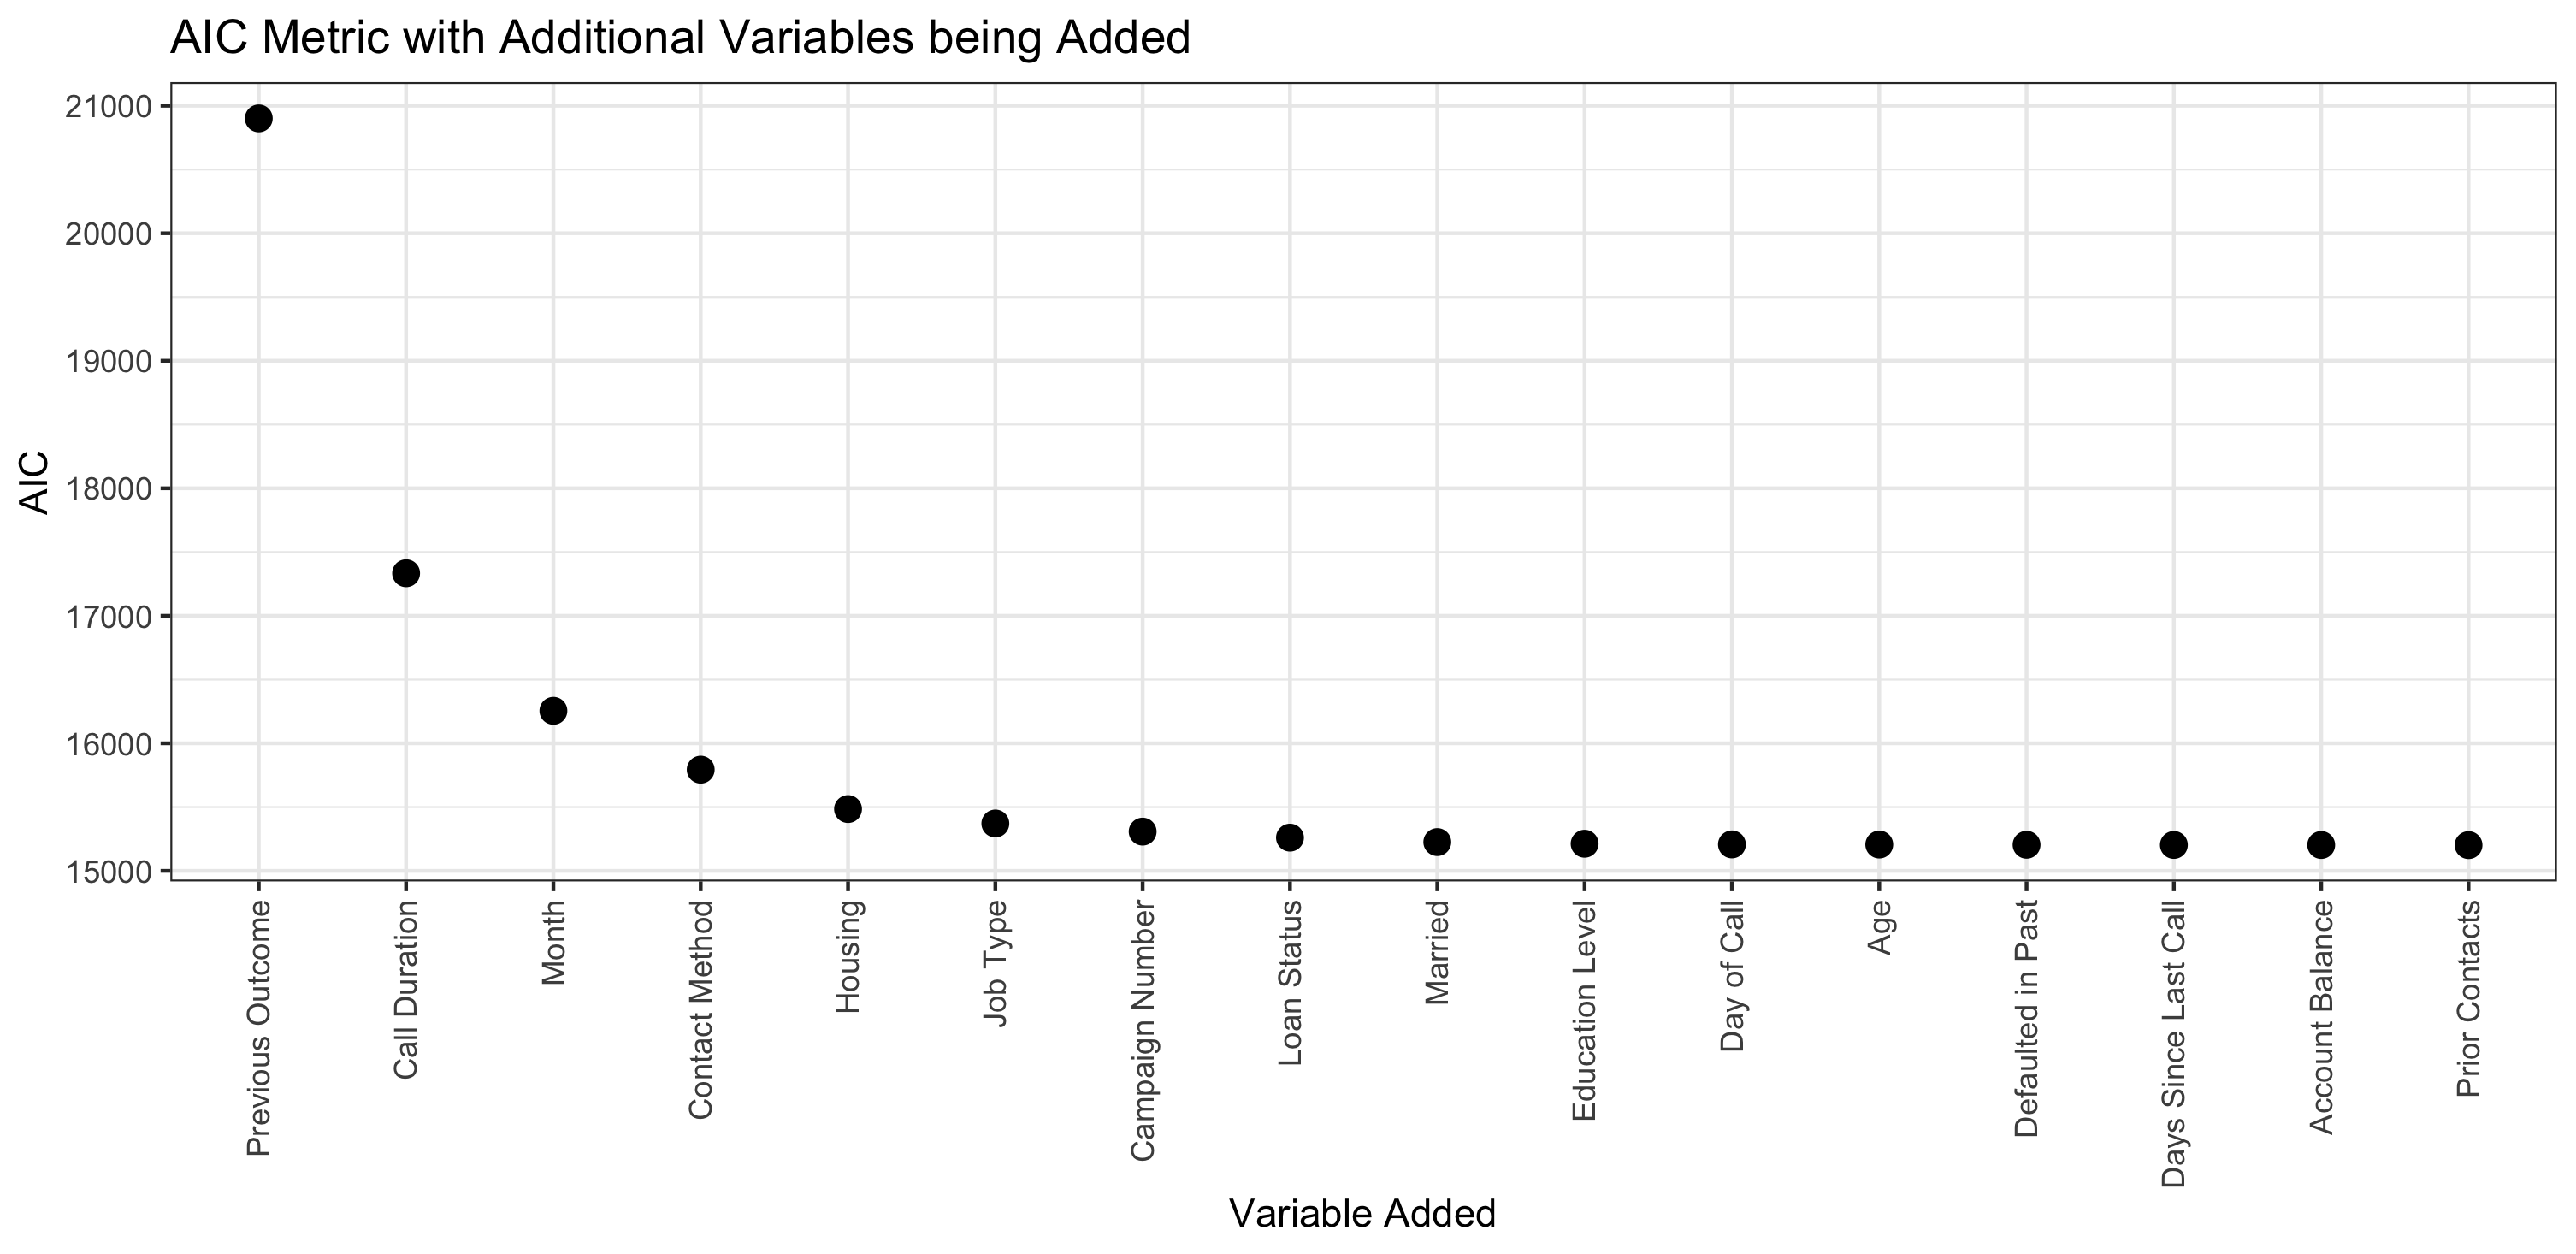 AIC Metric with Additional Variables being Added
21000
20000
19000
18000
17000
16000
15000
AIC
Previous Outcome
Call Duration
Month
Contact Method
Housing
Job Type
Campaign Number
Loan Status
Married
Education Level
Day of Call
Age
Defaulted in Past
Days Since Last Call
Account Balance
Prior Contacts
Variable Added